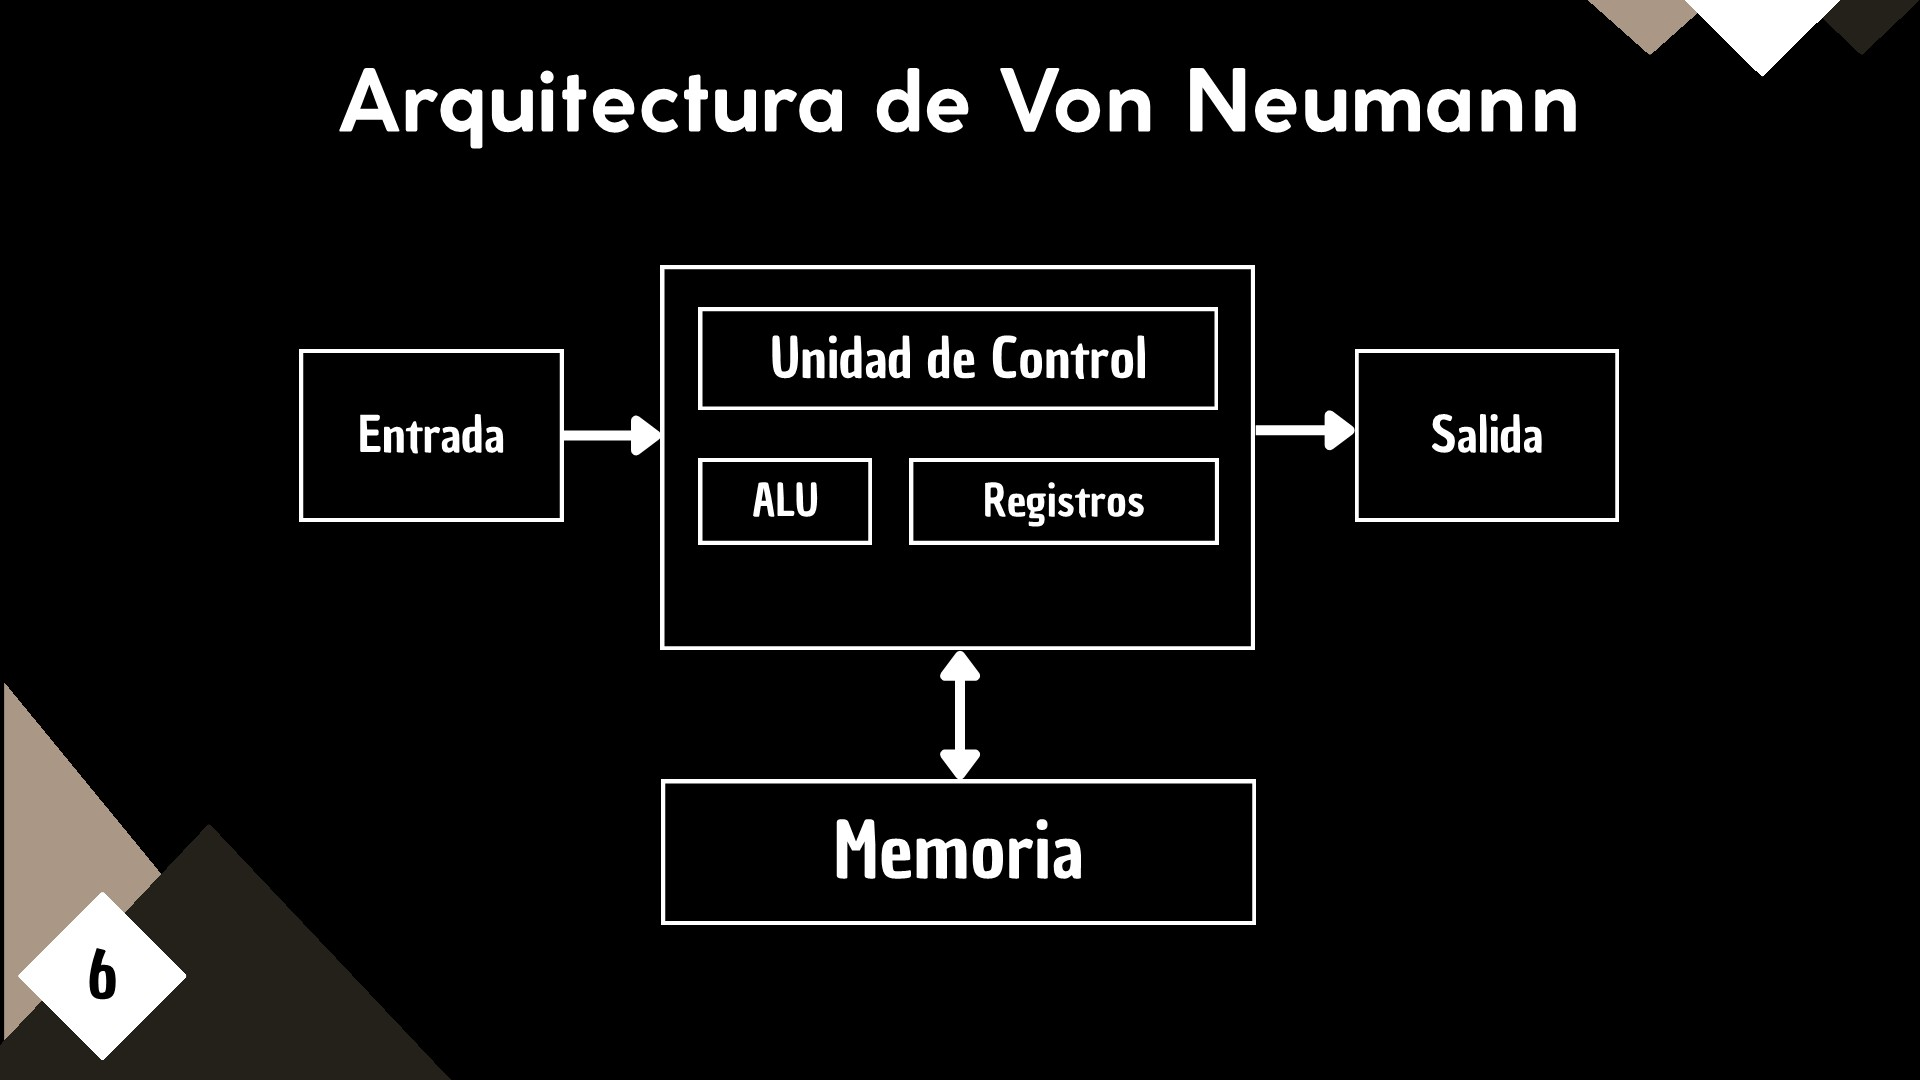 Arquitectura de Von Neumann
Unidad de Control
Entrada
Salida
ALU
Registros
Memoria
6